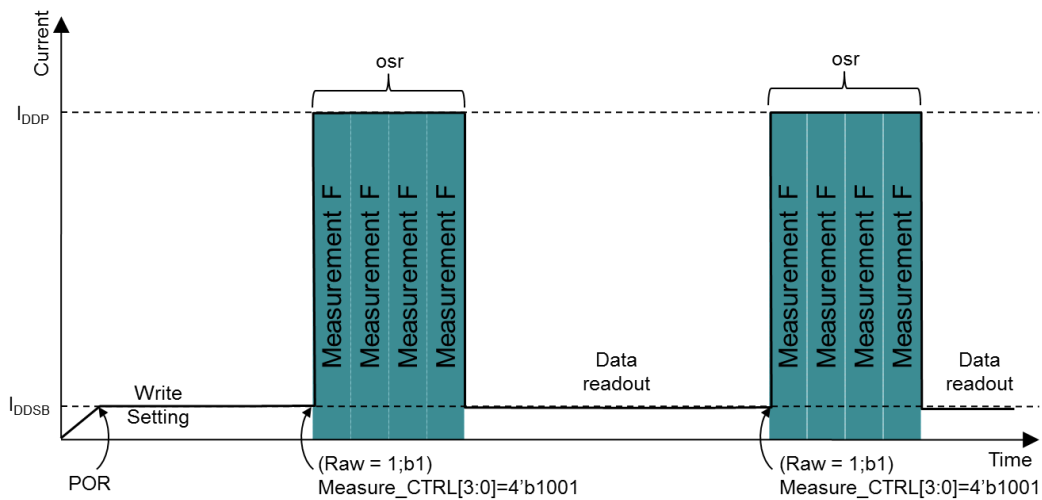 Current
osr
osr
IDDP
Measurement F
Measurement F
Measurement F
Measurement F
Measurement F
Measurement F
Measurement F
Measurement F
Write
Setting
Data
readout
Data
readout
IDDSB
POR
(Raw = 1;b1)
Measure_CTRL[3:0]=4'b1001
(Raw = 1;b1)
Measure_CTRL[3:0]=4'b1001
Time